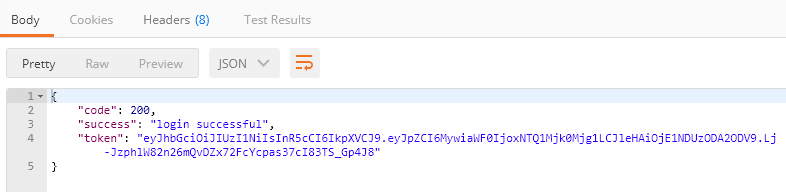 Body Cookies Headers (8) Test Results
Pretty Raw Preview JSON
1 {
2 "code": 200,
3 "success": "login successful",
4 "token": "eyJhbGciOiJIUzI1NiIsInR5cCI6IkpXVCJ9.eyJpZCI6MywiaWF0IjoxNTQ1Mjk0Mjg1LCJleHAiOjE1NDUzODA2ODV9.Lj
-JzphlW82n26mQvDZx72FcYcpas37cI83TS_Gp4J8"
5 }